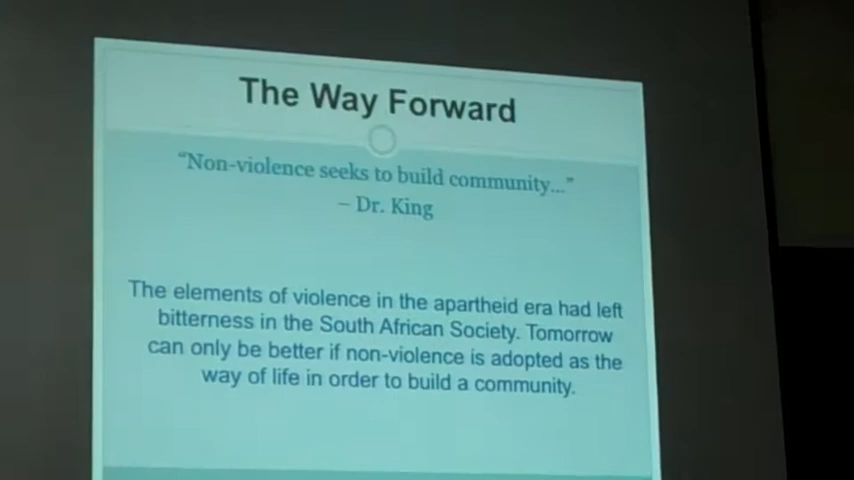 The Way Forward
“Non-violence seeks to build community...”
– Dr. King
The elements of violence in the apartheid era had left
bitterness in the South African Society. Tomorrow
can only be better if non-violence is adopted as the
way of life in order to build a community.